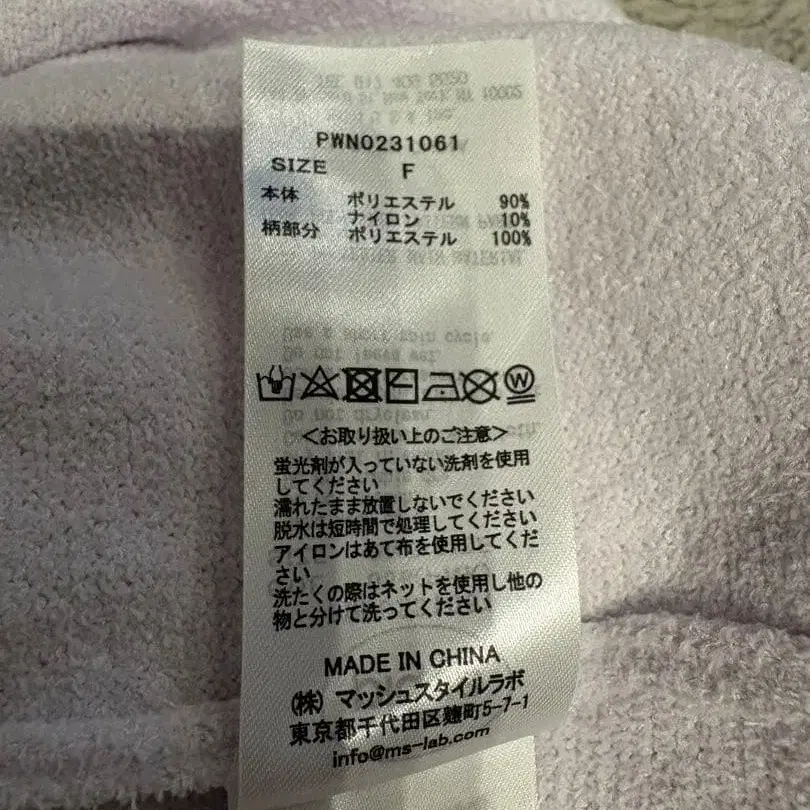 PWN0231061
SIZE F
本体 ポリエステル 90%
ナイロン 10%
柄部分 ポリエステル 100%
W
<お取り扱い上のご注意>
蛍光剤が入っていない洗剤を使用
してください
濡れたまま放置しないでください
脱水は短時間で処理してください
アイロンはあて布を使用してくだ
さい
洗たくの際はネットを使用し他の
物と分けて洗ってください
MADE IN CHINA
(株) マッシュスタイルラボ
東京都千代田区麹町5-7-1
info@ms-lab.com